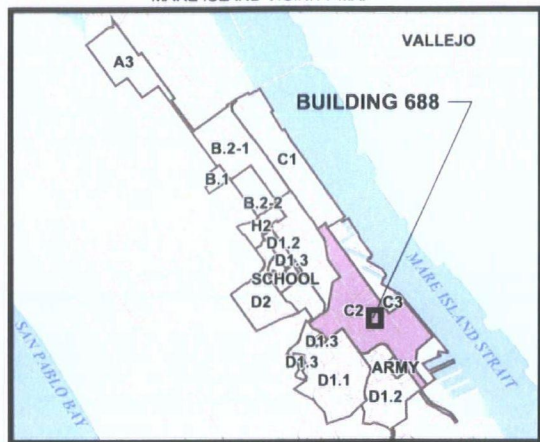 VALLEJO
A3
BUILDING 688
B.2-1
C1
B.1
B.2-2
H2
D1.2
D1.3
SCHOOL
D2
C2
C3
MARE ISLAND STRAIT
SAN PABLO BAY
D1.3
D1.3
D1.1
ARMY
D1.2